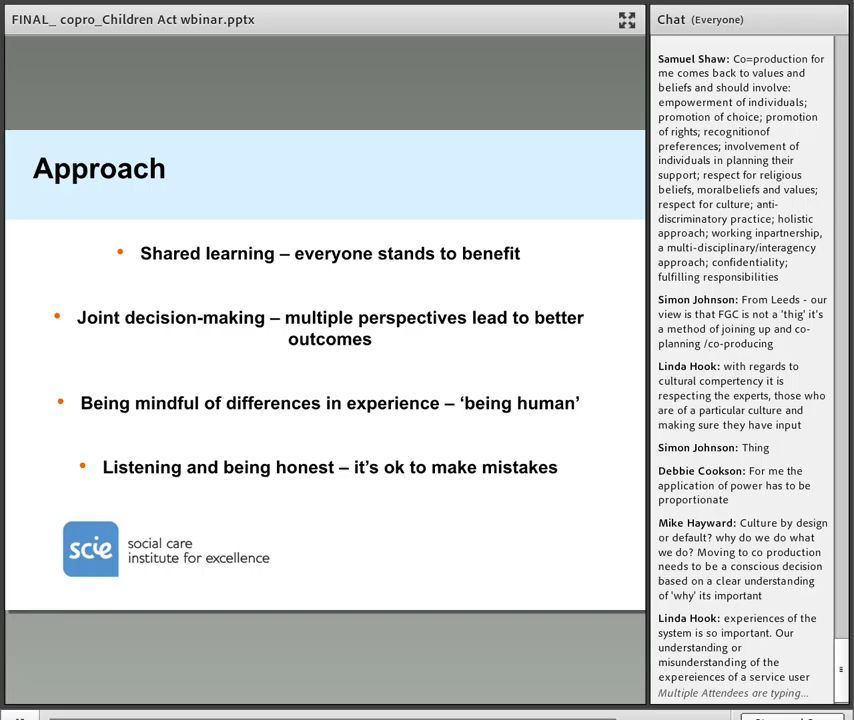 FINAL_ copro_Children Act wbinar.pptx
Approach
• Shared learning – everyone stands to benefit
• Joint decision-making – multiple perspectives lead to better
outcomes
• Being mindful of differences in experience – ‘being human’
• Listening and being honest – it’s ok to make mistakes
scie
social care
institute for excellence
Chat (Everyone)
Samuel Shaw: Co=production for
me comes back to values and
beliefs and should involve:
empowerment of individuals;
promotion of choice; promotion
of rights; recognitionof
preferences; involvement of
individuals in planning their
support; respect for religious
beliefs, moralbeliefs and values;
respect for culture; anti-
discriminatory practice; holistic
approach; working inpartnership,
a multi-disciplinary/interagency
approach; confidentiality;
fulfilling responsibilities
Simon Johnson: From Leeds - our
view is that FGC is not a 'thig' it's
a method of joining up and co-
planning /co-producing
Linda Hook: with regards to
cultural compertency it is
respecting the experts, those who
are of a particular culture and
making sure they have input
Simon Johnson: Thing
Debbie Cookson: For me the
application of power has to be
proportionate
Mike Hayward: Culture by design
or default? why do we do what
we do? Moving to co production
needs to be a conscious decision
based on a clear understanding
of 'why' its important
Linda Hook: experiences of the
system is so important. Our
understanding or
misunderstanding of the
expereiences of a service user
Multiple Attendees are typing...